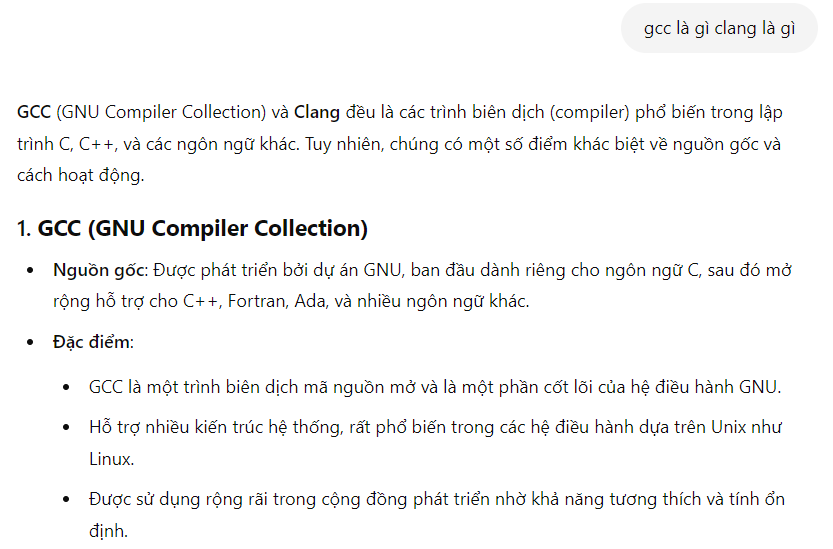 gcc là gì clang là gì
GCC (GNU Compiler Collection) và Clang đều là các trình biên dịch (compiler) phổ biến trong lập
trình C, C++, và các ngôn ngữ khác. Tuy nhiên, chúng có một số điểm khác biệt về nguồn gốc và
cách hoạt động.
1. GCC (GNU Compiler Collection)
• Nguồn gốc: Được phát triển bởi dự án GNU, ban đầu dành riêng cho ngôn ngữ C, sau đó mở
rộng hỗ trợ cho C++, Fortran, Ada, và nhiều ngôn ngữ khác.
• Đặc điểm:
• GCC là một trình biên dịch mã nguồn mở và là một phần cốt lõi của hệ điều hành GNU.
• Hỗ trợ nhiều kiến trúc hệ thống, rất phổ biến trong các hệ điều hành dựa trên Unix như
Linux.
• Được sử dụng rộng rãi trong cộng đồng phát triển nhờ khả năng tương thích và tính ổn
định.